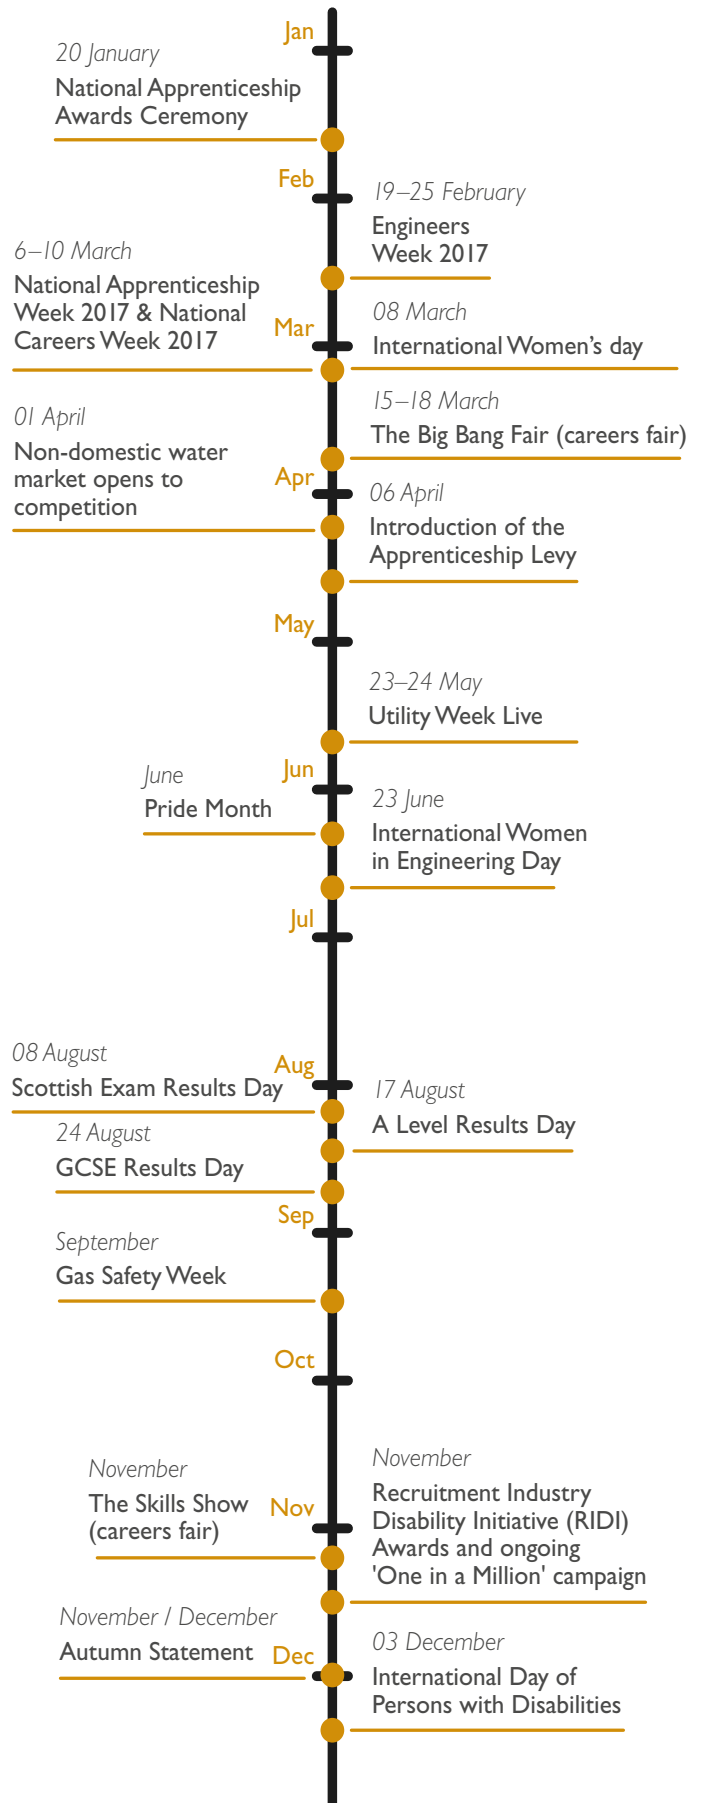 Jan
20 January
National Apprenticeship
Awards Ceremony
Feb
19–25 February
Engineers
Week 2017
6–10 March
National Apprenticeship
Week 2017 & National
Careers Week 2017
Mar
08 March
International Women’s day
15–18 March
The Big Bang Fair (careers fair)
01 April
Non-domestic water
market opens to
competition
Apr
06 April
Introduction of the
Apprenticeship Levy
May
23–24 May
Utility Week Live
Jun
June
Pride Month
23 June
International Women
in Engineering Day
Jul
08 August
Scottish Exam Results Day
Aug
17 August
A Level Results Day
24 August
GCSE Results Day
Sep
September
Gas Safety Week
Oct
November
The Skills Show
(careers fair)
Nov
November
Recruitment Industry
Disability Initiative (RIDI)
Awards and ongoing
'One in a Million' campaign
November / December
Autumn Statement
Dec
03 December
International Day of
Persons with Disabilities